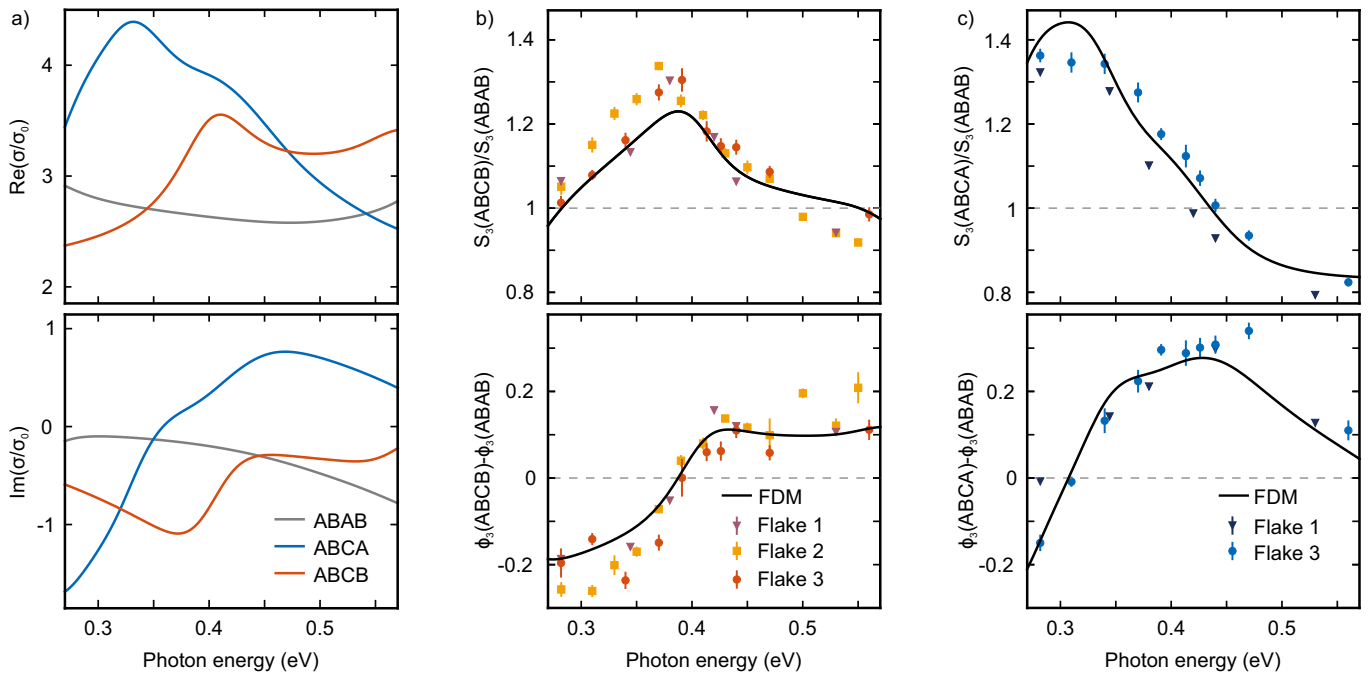 a)
Re(σ/σ₀)
4
3
2
Im(σ/σ₀)
1
0
-1
ABAB
ABCA
ABCB
0.3
0.4
0.5
Photon energy (eV)
b)
S₃(ABCB)/S₃(ABAB)
1.4
1.2
1
0.8
ϕ₃(ABCB)-ϕ₃(ABAB)
0.2
0
-0.2
FDM
Flake 1
Flake 2
Flake 3
0.3
0.4
0.5
Photon energy (eV)
c)
S₃(ABCA)/S₃(ABAB)
1.4
1.2
1
0.8
ϕ₃(ABCA)-ϕ₃(ABAB)
0.2
0
-0.2
FDM
Flake 1
Flake 3
0.3
0.4
0.5
Photon energy (eV)